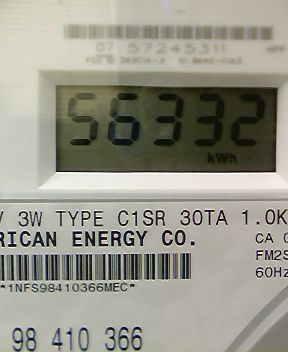 07 57245311
56332
kWh
V 3W TYPE C1SR 30TA 1.0K
RICAN ENERGY CO.
CA 0
FM2S
60Hz
*1NFS98410366MEC*
98 410 366